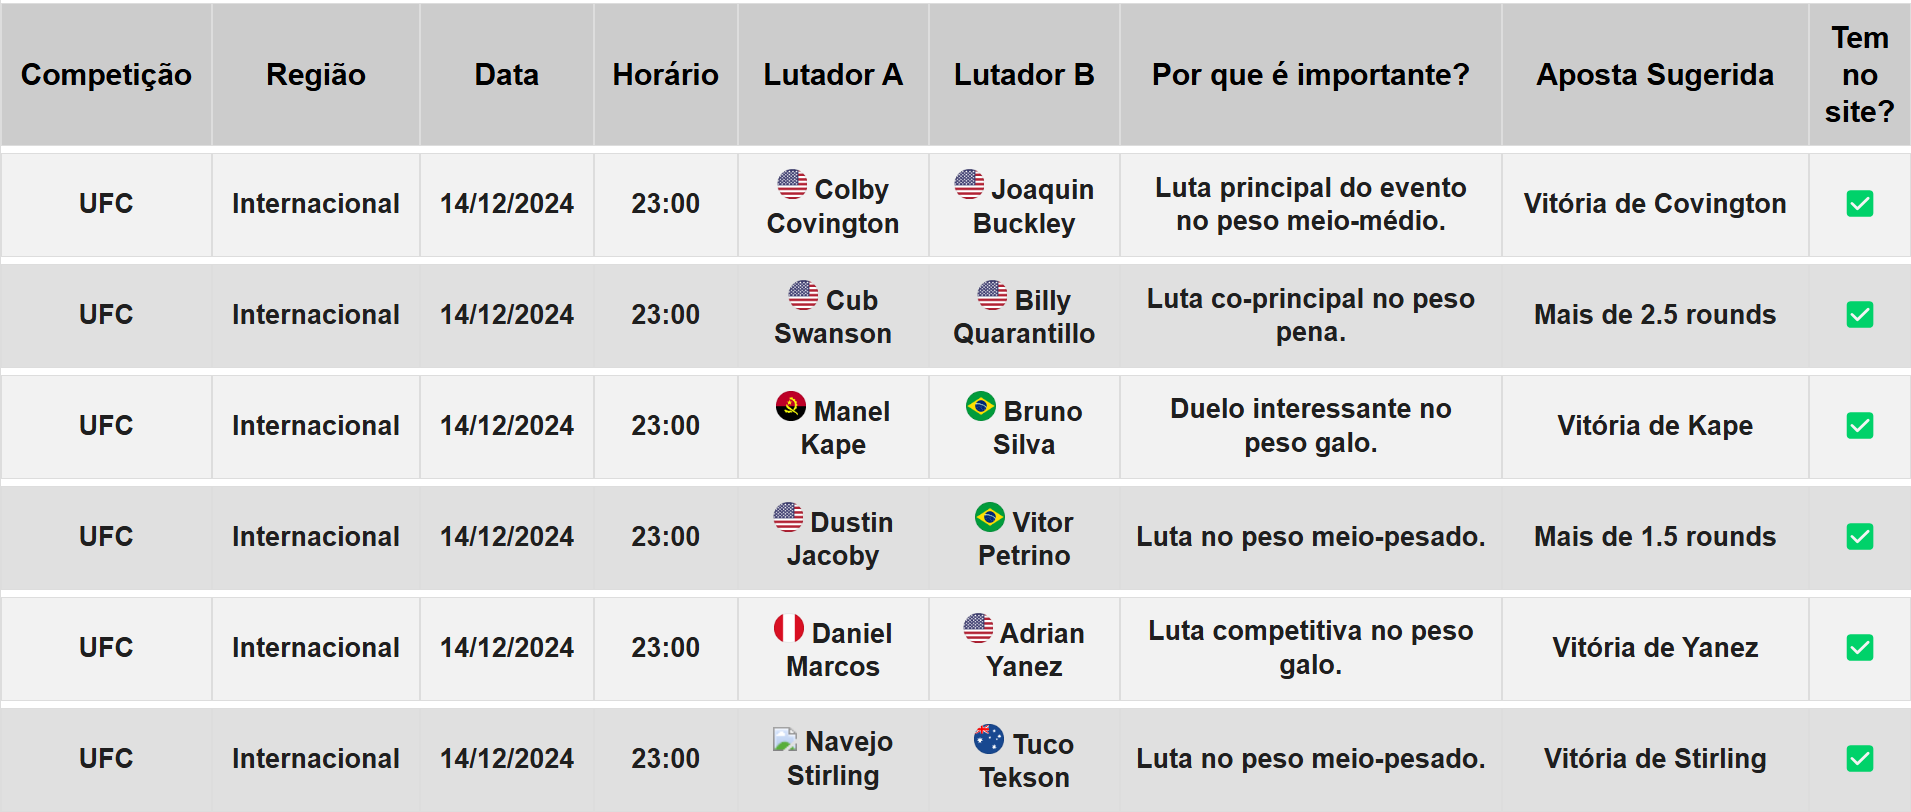 Competição Região Data Horário Lutador A Lutador B Por que é importante? Aposta Sugerida Tem no site?
UFC Internacional 14/12/2024 23:00 Colby Covington Joaquin Buckley Luta principal do evento no peso meio-médio. Vitória de Covington
UFC Internacional 14/12/2024 23:00 Cub Swanson Billy Quarantillo Luta co-principal no peso pena. Mais de 2.5 rounds
UFC Internacional 14/12/2024 23:00 Manel Kape Bruno Silva Duelo interessante no peso galo. Vitória de Kape
UFC Internacional 14/12/2024 23:00 Dustin Jacoby Vitor Petrino Luta no peso meio-pesado. Mais de 1.5 rounds
UFC Internacional 14/12/2024 23:00 Daniel Marcos Adrian Yanez Luta competitiva no peso galo. Vitória de Yanez
UFC Internacional 14/12/2024 23:00 Navejo Stirling Tuco Tekson Luta no peso meio-pesado. Vitória de Stirling